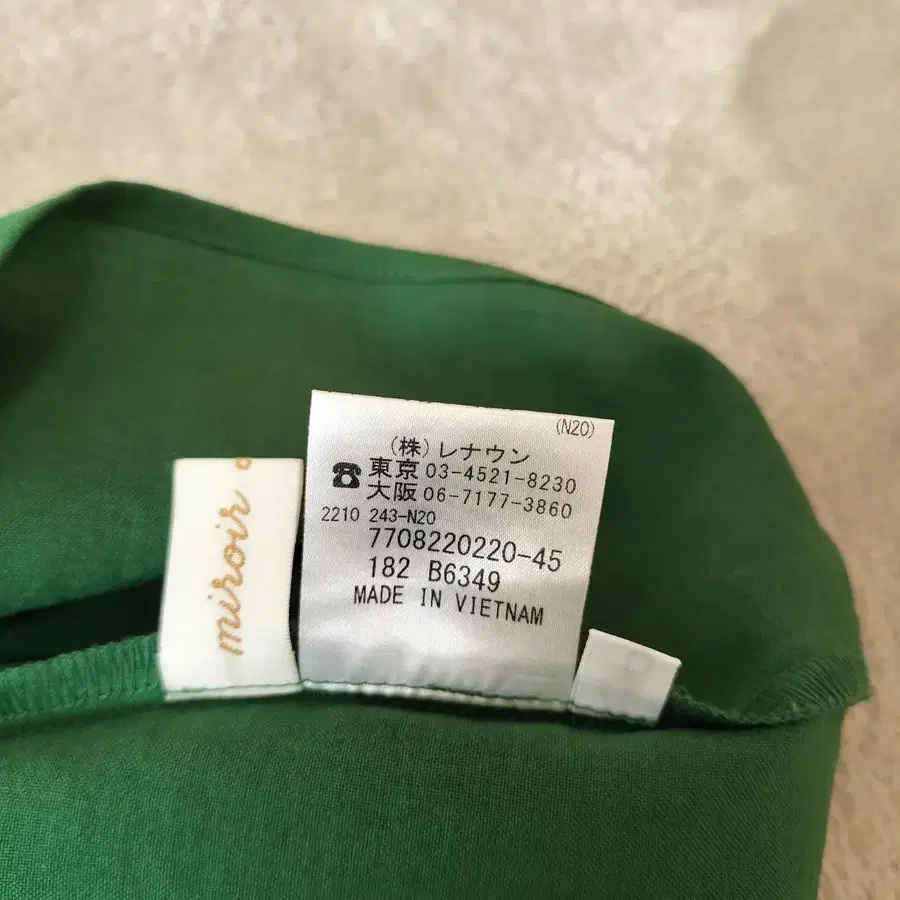 (N20)
(株)レナウン
☎東京 03-4521-8230
大阪 06-7177-3860
2210 243-N20
7708220220-45
182 B6349
MADE IN VIETNAM
miroir